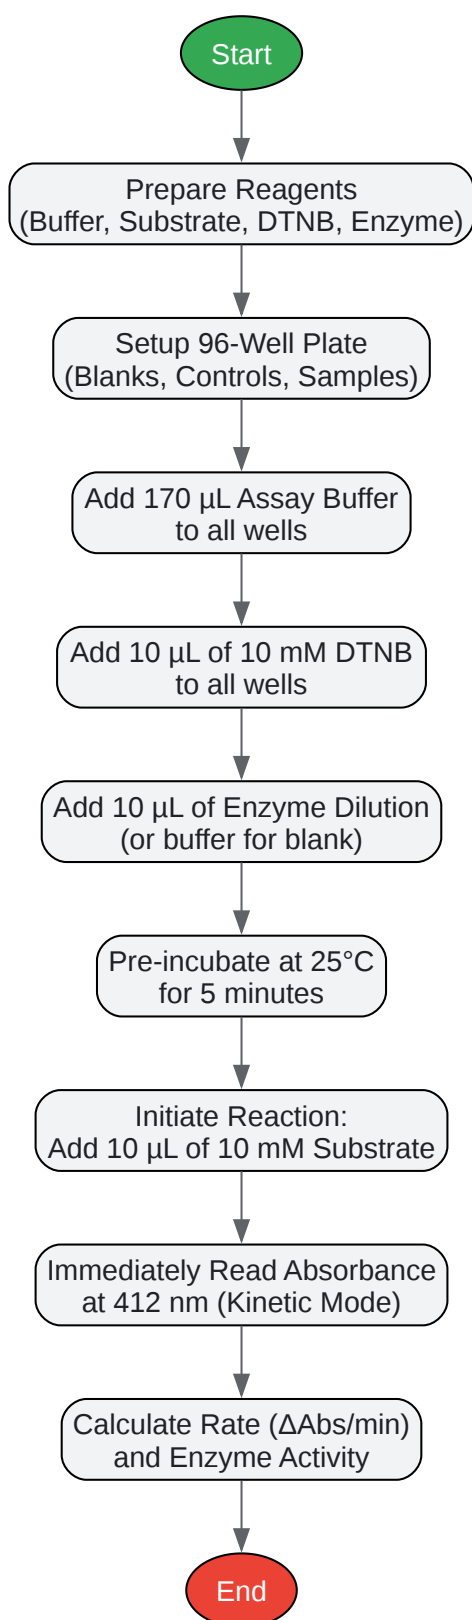 Start
Prepare Reagents
(Buffer, Substrate, DTNB, Enzyme)
Setup 96-Well Plate
(Blanks, Controls, Samples)
Add 170 µL Assay Buffer
to all wells
Add 10 µL of 10 mM DTNB
to all wells
Add 10 µL of Enzyme Dilution
(or buffer for blank)
Pre-incubate at 25°C
for 5 minutes
Initiate Reaction:
Add 10 µL of 10 mM Substrate
Immediately Read Absorbance
at 412 nm (Kinetic Mode)
Calculate Rate (ΔAbs/min)
and Enzyme Activity
End